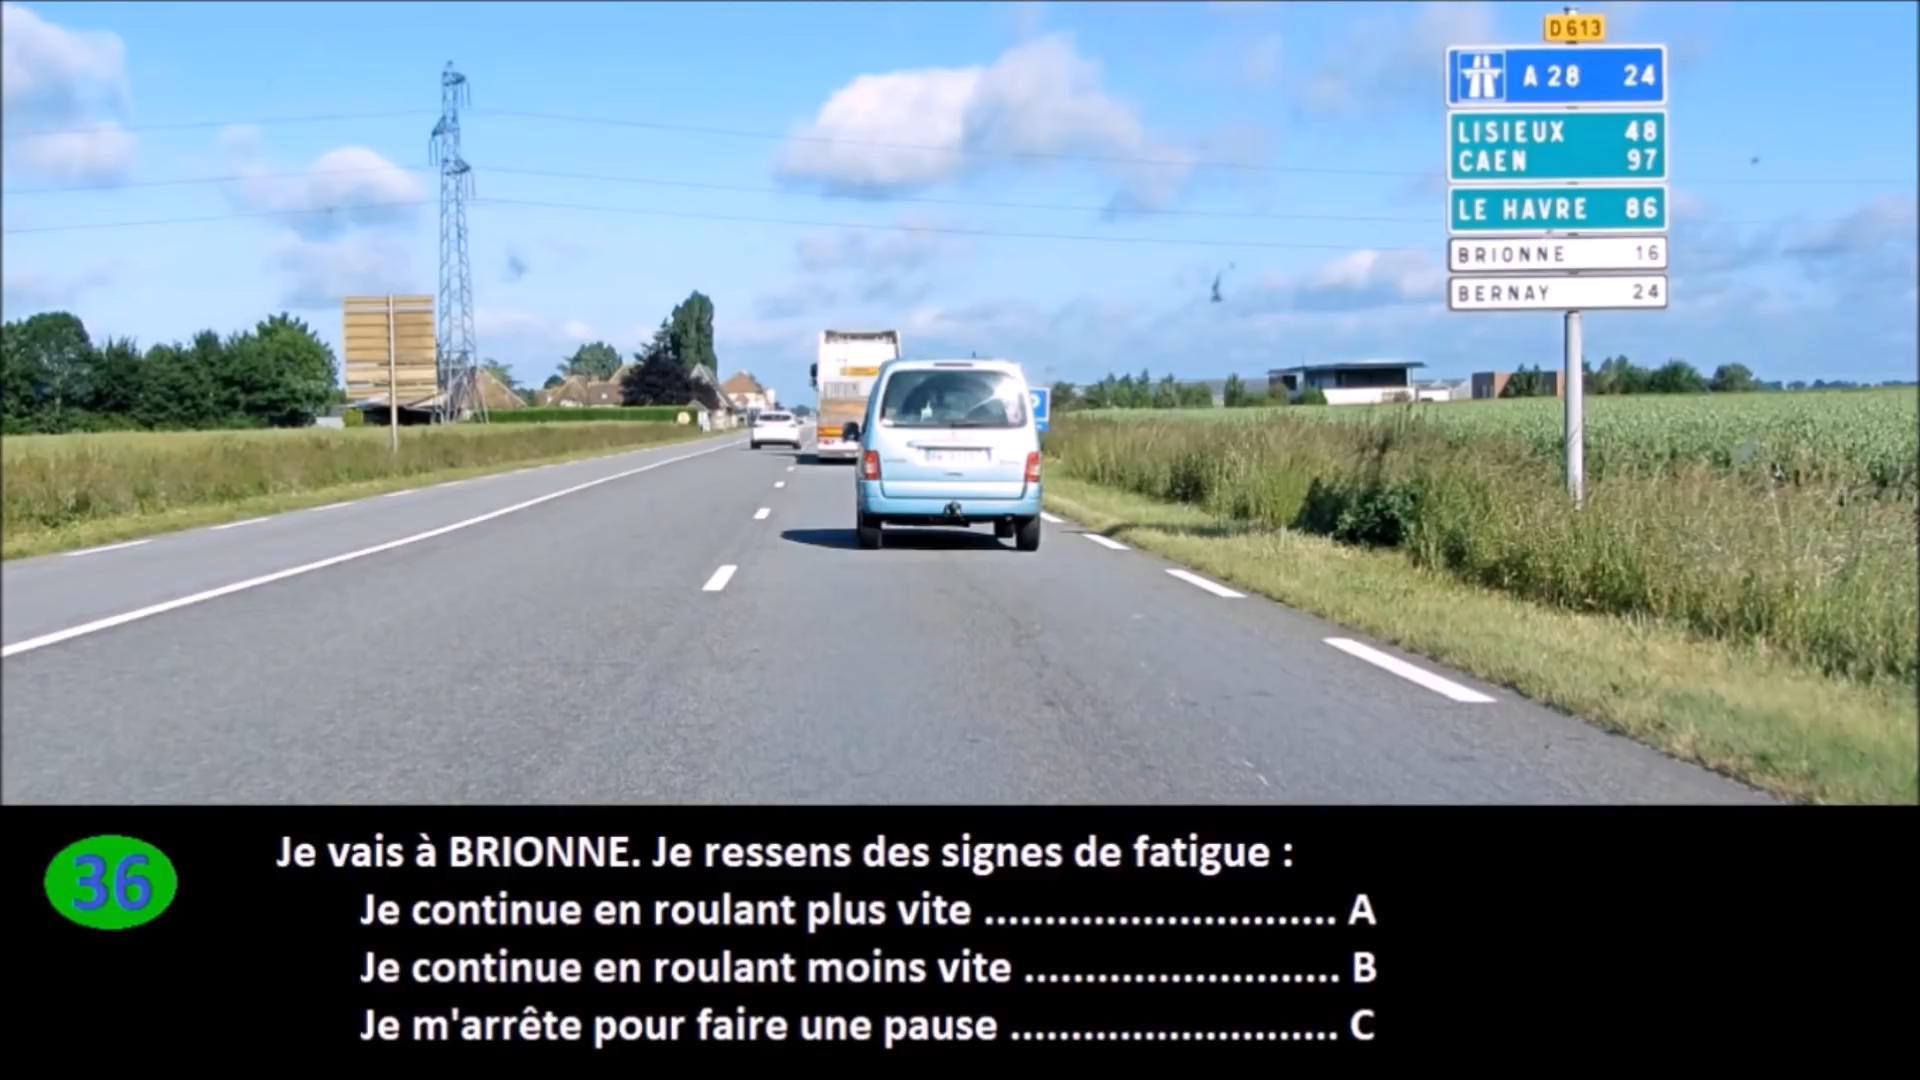 D 613
A 28 24
LISIEUX 48
CAEN 97
LE HAVRE 86
BRIONNE 16
BERNAY 24
36
Je vais à BRIONNE. Je ressens des signes de fatigue :
Je continue en roulant plus vite ............................. A
Je continue en roulant moins vite .......................... B
Je m'arrête pour faire une pause ........................... C